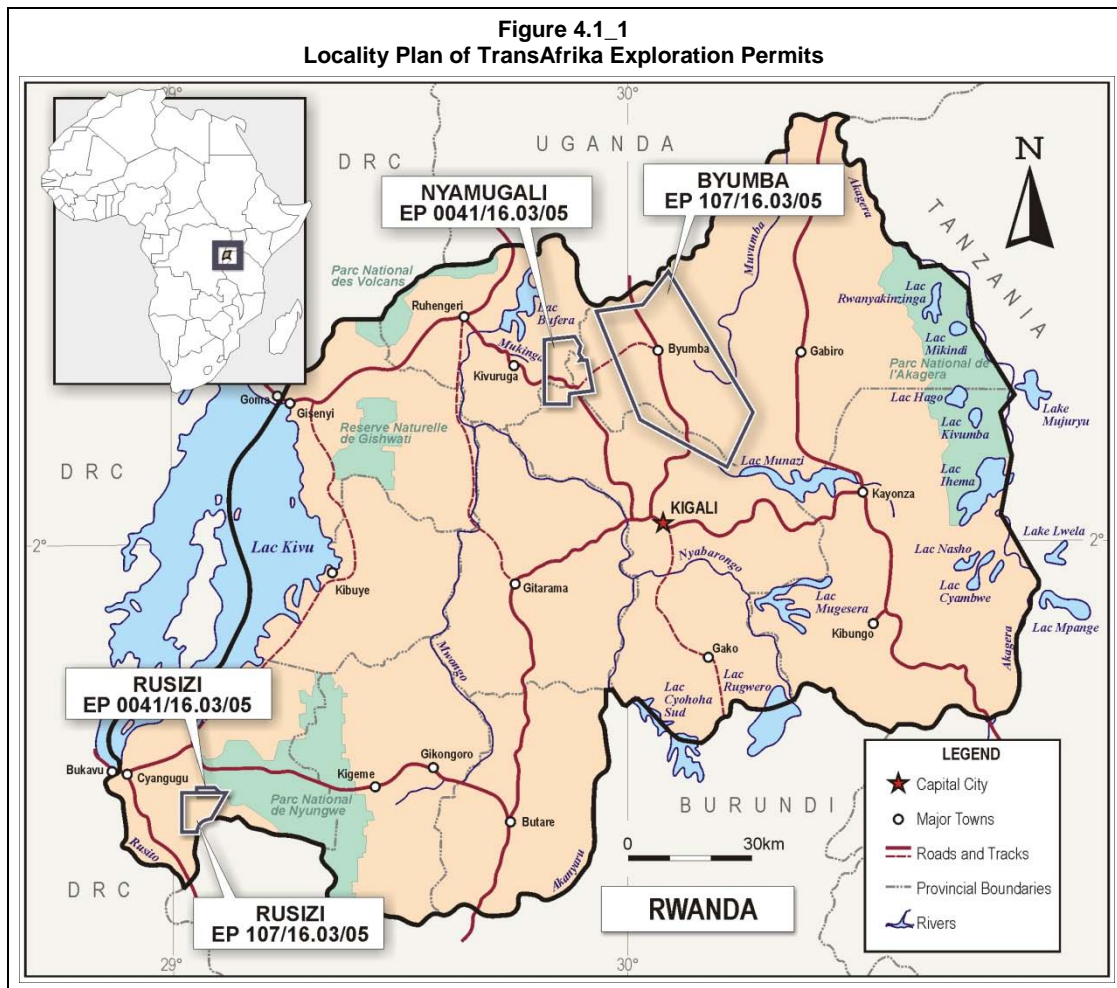 Figure 4.1_1
Locality Plan of TransAfrika Exploration Permits
29°
30°
UGANDA
DRC
N
NYAMUGALI
EP 0041/16.03/05
BYUMBA
EP 107/16.03/05
Akagera
Muvumba
TANZANIA
Parc National
des Volcans
Lac
Rwanyakinzinga
Ruhengeri
Lac
Bufera
Lac
Mikindi
Mukinga
Byumba
Gabiro
Parc National de
l'Akagera
Kivuruga
Goma
Gisenyi
Lac Hago
Lake
Mujuryu
Reserve Naturelle
de Gishwati
Lac
Kivumba
DRC
Lac Munazi
Lac
Ihema
Kayonza
KIGALI
2°
2°
Lac Kivu
Lake Lwela
Lac Nasho
Nyabarongo
Kibuye
Gitarama
Lac
Cyambwe
Lac
Mugesera
Lac Mpange
Kibungo
Mwongo
Gako
Akagera
RUSIZI
EP 0041/16.03/05
Lac
Rugwero
Lac
Cyohoha
Sud
LEGEND
Capital City
Major Towns
Roads and Tracks
Provincial Boundaries
Rivers
Bukavu
Cyangugu
Gikongoro
Kigeme
BURUNDI
Parc National
de Nyungwe
Butare
0
30km
Rusito
DRC
Akanyaru
RUSIZI
EP 107/16.03/05
RWANDA
29°
30°